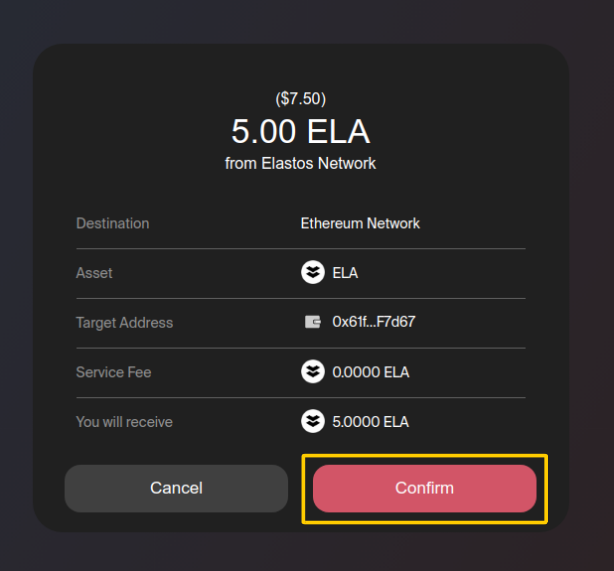 ($7.50)
5.00 ELA
from Elastos Network
Destination Ethereum Network
Asset ELA
Target Address 0x61f...F7d67
Service Fee 0.0000 ELA
You will receive 5.0000 ELA
Cancel Confirm